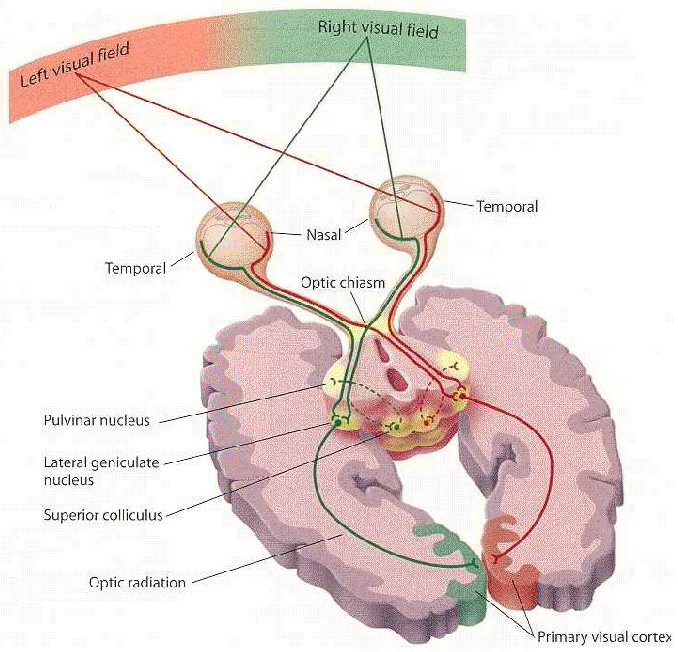 Right visual field
Left visual field
Temporal
Nasal
Temporal
Optic chiasm
Pulvinar nucleus
Lateral geniculate
nucleus
Superior colliculus
Optic radiation
Primary visual cortex